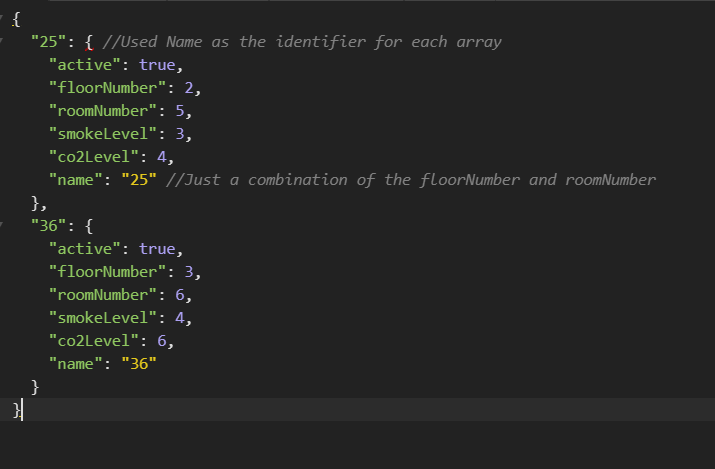 {
"25": { //Used Name as the identifier for each array
"active": true,
"floorNumber": 2,
"roomNumber": 5,
"smokeLevel": 3,
"co2Level": 4,
"name": "25" //Just a combination of the floorNumber and roomNumber
},
"36": {
"active": true,
"floorNumber": 3,
"roomNumber": 6,
"smokeLevel": 4,
"co2Level": 6,
"name": "36"
}
}